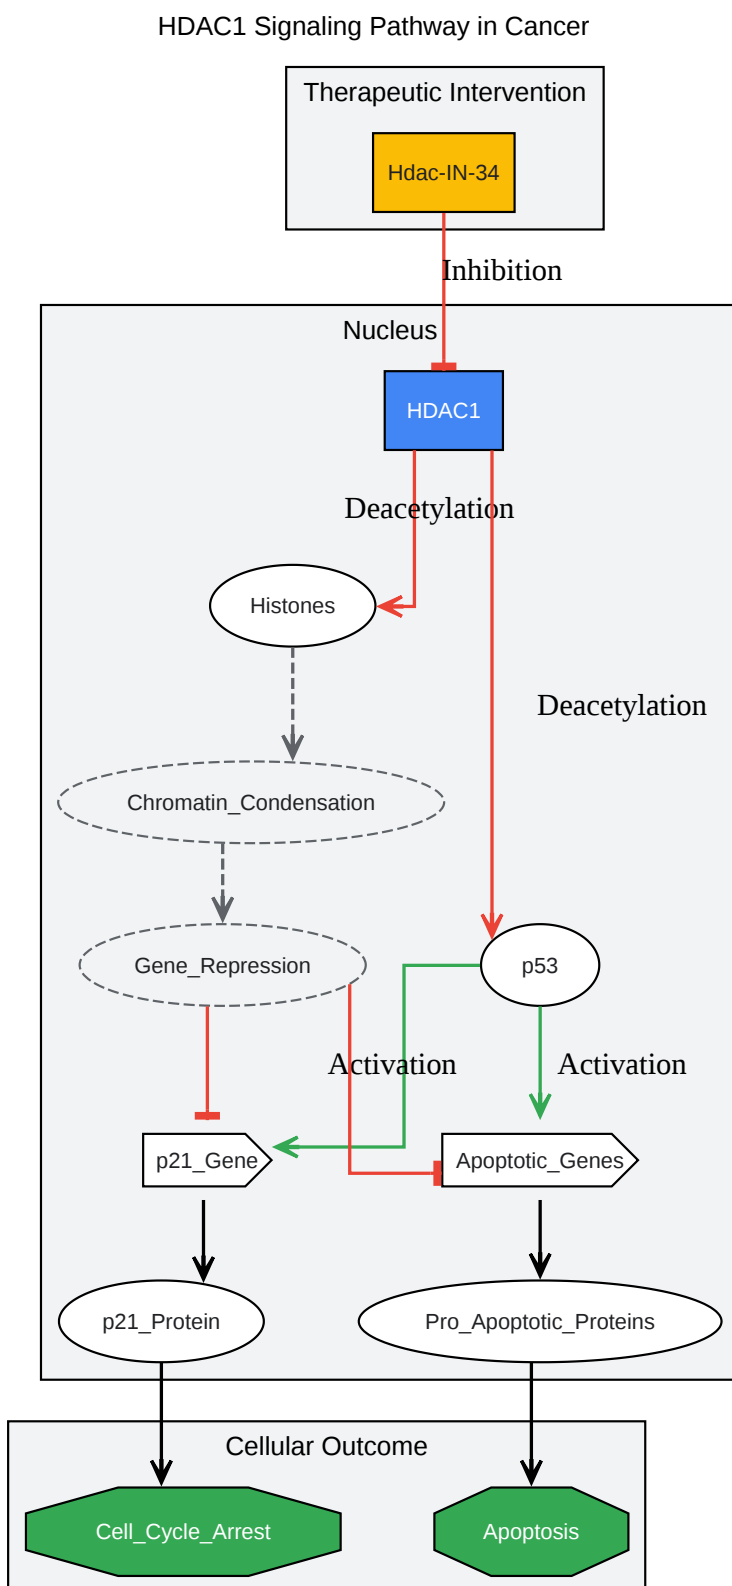 HDAC1 Signaling Pathway in Cancer
Therapeutic Intervention
Hdac-IN-34
Inhibition
Nucleus
HDAC1
Deacetylation
Histones
Deacetylation
Chromatin_Condensation
Gene_Repression
p53
Activation
Activation
p21_Gene
Apoptotic_Genes
p21_Protein
Pro_Apoptotic_Proteins
Cellular Outcome
Cell_Cycle_Arrest
Apoptosis